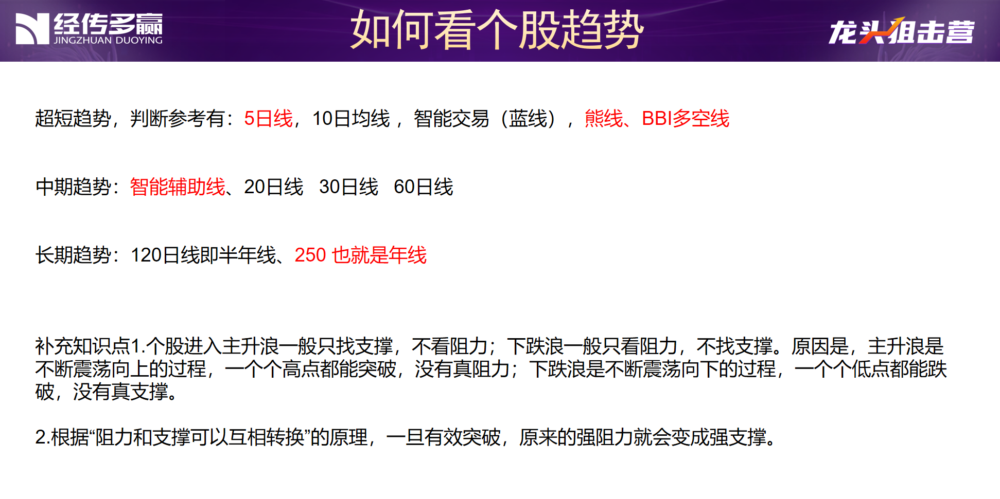 经传多赢
JINGZHUAN DUOYING
如何看个股趋势
龙头狙击营
超短趋势，判断参考有：5日线，10日均线 ，智能交易（蓝线），熊线、BBI多空线
中期趋势：智能辅助线、20日线 30日线 60日线
长期趋势：120日线即半年线、250 也就是年线
补充知识点1.个股进入主升浪一般只找支撑，不看阻力；下跌浪一般只看阻力，不找支撑。原因是，主升浪是
不断震荡向上的过程，一个个高点都能突破，没有真阻力；下跌浪是不断震荡向下的过程，一个个低点都能跌
破，没有真支撑。
2.根据“阻力和支撑可以互相转换”的原理，一旦有效突破，原来的强阻力就会变成强支撑。